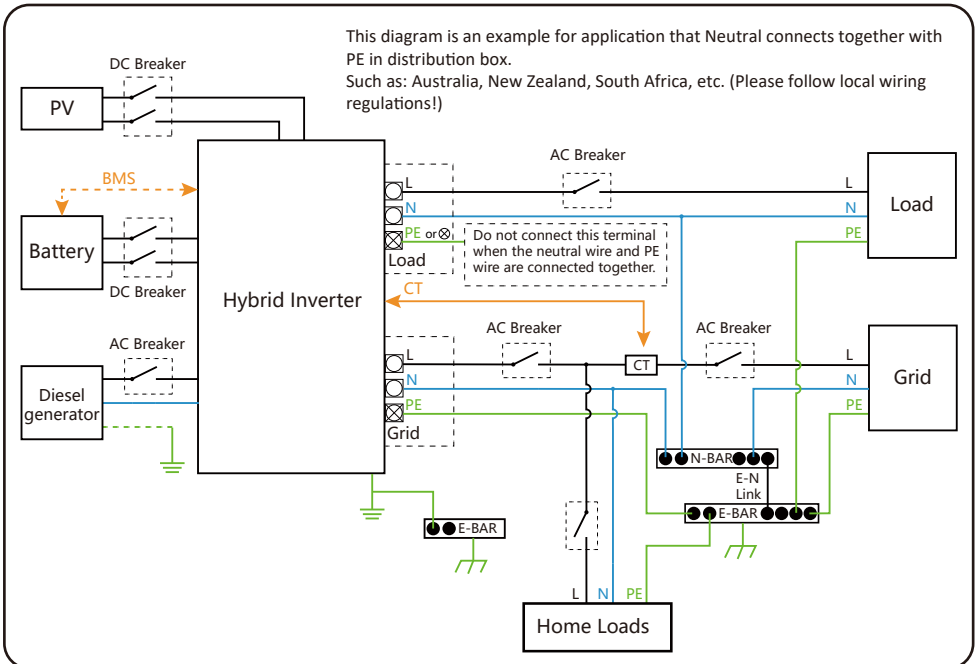 This diagram is an example for application that Neutral connects together with
PE in distribution box.
Such as: Australia, New Zealand, South Africa, etc. (Please follow local wiring
regulations!)
DC Breaker
PV
BMS
Battery
DC Breaker
AC Breaker
Diesel
generator
Hybrid Inverter
L
N
PE or
Load
Do not connect this terminal
when the neutral wire and PE
wire are connected together.
AC Breaker
L
N
PE
Load
CT
AC Breaker
CT
AC Breaker
L
N
PE
Grid
L
N
PE
Grid
N-BAR
E-N
Link
E-BAR
E-BAR
L
N
PE
Home Loads